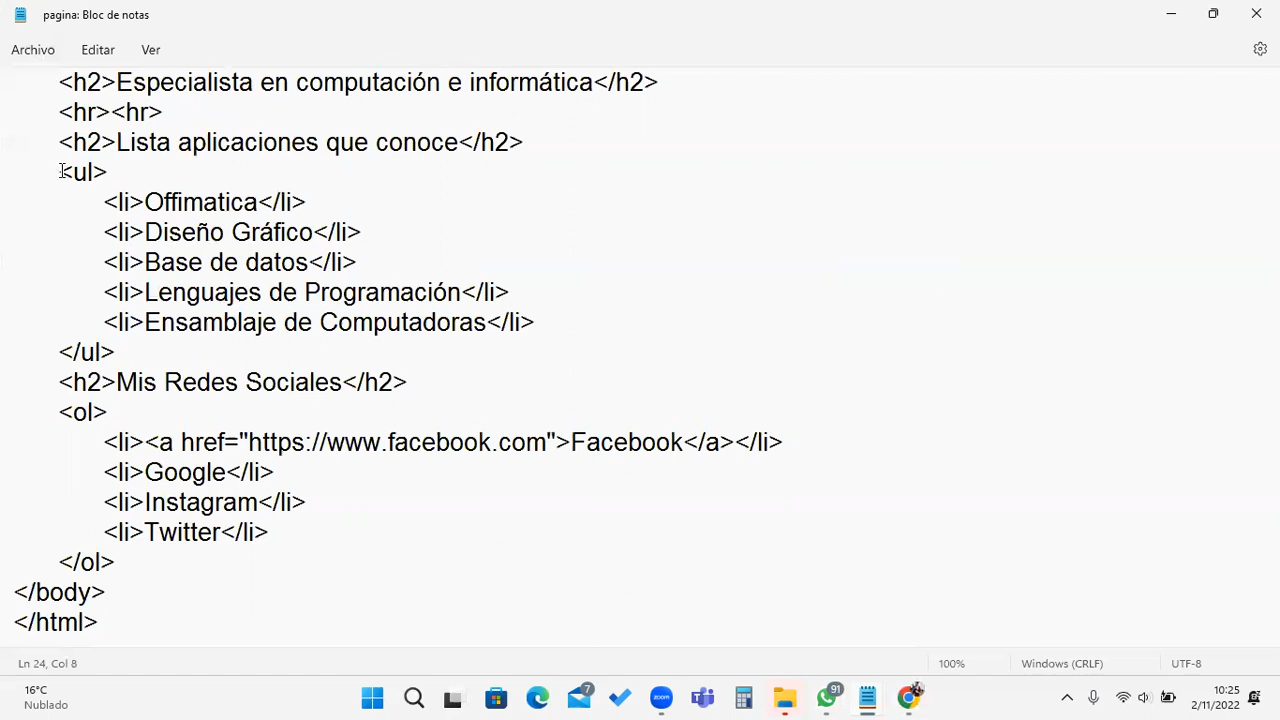 pagina: Bloc de notas
Archivo Editar Ver
<h2>Especialista en computación e informática</h2>
<hr><hr>
<h2>Lista aplicaciones que conoce</h2>
<ul>
<li>Offimatica</li>
<li>Diseño Gráfico</li>
<li>Base de datos</li>
<li>Lenguajes de Programación</li>
<li>Ensamblaje de Computadoras</li>
</ul>
<h2>Mis Redes Sociales</h2>
<ol>
<li><a href="https://www.facebook.com">Facebook</a></li>
<li>Google</li>
<li>Instagram</li>
<li>Twitter</li>
</ol>
</body>
</html>
Ln 24, Col 8 100% Windows (CRLF) UTF-8
16°C
Nublado
7
zoom
91
10:25
2/11/2022